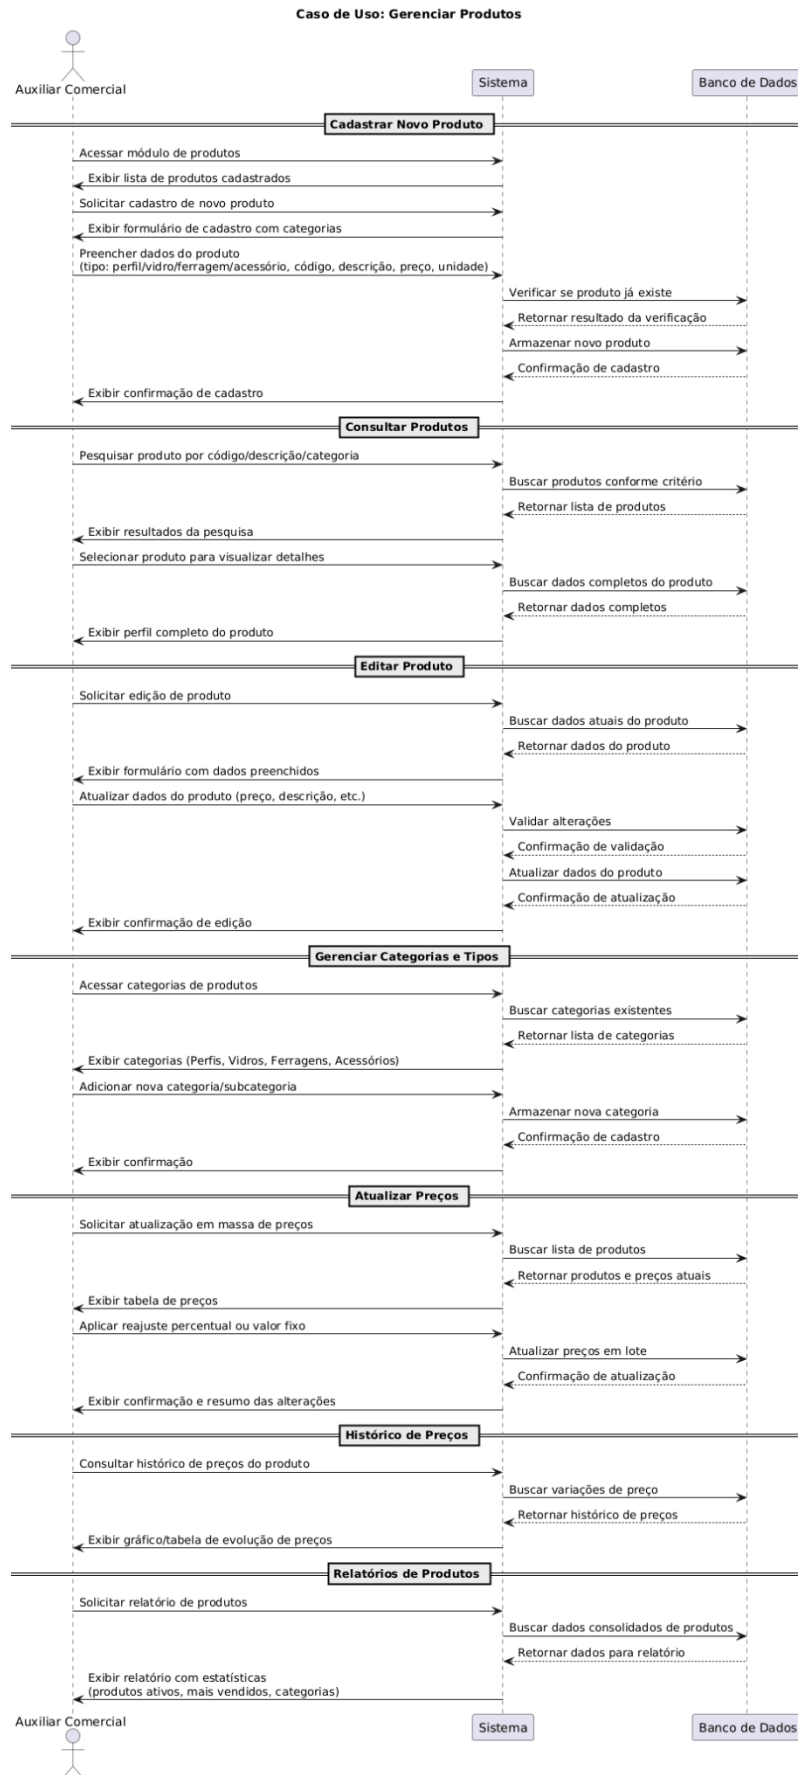 Caso de Uso: Gerenciar Produtos
Auxiliar Comercial
Sistema
Banco de Dados
Cadastrar Novo Produto
Acessar módulo de produtos
Exibir lista de produtos cadastrados
Solicitar cadastro de novo produto
Exibir formulário de cadastro com categorias
Preencher dados do produto
(tipo: perfil/vidro/ferragem/acessório, código, descrição, preço, unidade)
Verificar se produto já existe
Retornar resultado da verificação
Armazenar novo produto
Confirmação de cadastro
Exibir confirmação de cadastro
Consultar Produtos
Pesquisar produto por código/descrição/categoria
Buscar produtos conforme critério
Retornar lista de produtos
Exibir resultados da pesquisa
Selecionar produto para visualizar detalhes
Buscar dados completos do produto
Retornar dados completos
Exibir perfil completo do produto
Editar Produto
Solicitar edição de produto
Buscar dados atuais do produto
Retornar dados do produto
Exibir formulário com dados preenchidos
Atualizar dados do produto (preço, descrição, etc.)
Validar alterações
Confirmação de validação
Atualizar dados do produto
Confirmação de atualização
Exibir confirmação de edição
Gerenciar Categorias e Tipos
Acessar categorias de produtos
Buscar categorias existentes
Retornar lista de categorias
Exibir categorias (Perfis, Vidros, Ferragens, Acessórios)
Adicionar nova categoria/subcategoria
Armazenar nova categoria
Confirmação de cadastro
Exibir confirmação
Atualizar Preços
Solicitar atualização em massa de preços
Buscar lista de produtos
Retornar produtos e preços atuais
Exibir tabela de preços
Aplicar reajuste percentual ou valor fixo
Atualizar preços em lote
Confirmação de atualização
Exibir confirmação e resumo das alterações
Histórico de Preços
Consultar histórico de preços do produto
Buscar variações de preço
Retornar histórico de preços
Exibir gráfico/tabela de evolução de preços
Relatórios de Produtos
Solicitar relatório de produtos
Buscar dados consolidados de produtos
Retornar dados para relatório
Exibir relatório com estatísticas
(produtos ativos, mais vendidos, categorias)
Auxiliar Comercial
Sistema
Banco de Dados